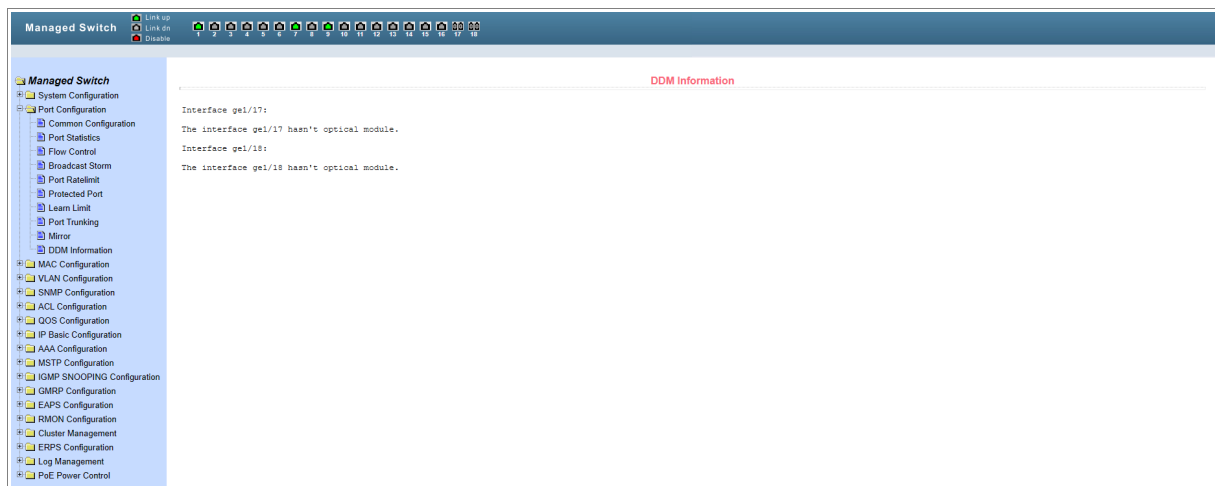 Managed Switch
Link up
Link dn
Disable
1 2 3 4 5 6 7 8 9 10 11 12 13 14 15 16 17 18
Managed Switch
System Configuration
Port Configuration
Common Configuration
Port Statistics
Flow Control
Broadcast Storm
Port Ratelimit
Protected Port
Learn Limit
Port Trunking
Mirror
DDM Information
MAC Configuration
VLAN Configuration
SNMP Configuration
ACL Configuration
QOS Configuration
IP Basic Configuration
AAA Configuration
MSTP Configuration
IGMP SNOOPING Configuration
GMRP Configuration
EAPS Configuration
RMON Configuration
Cluster Management
ERPS Configuration
Log Management
PoE Power Control
DDM Information
Interface ge1/17:
The interface ge1/17 hasn't optical module.
Interface ge1/18:
The interface ge1/18 hasn't optical module.